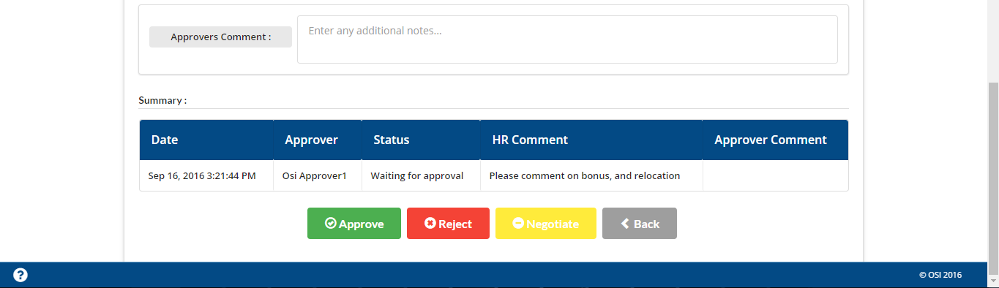 Approvers Comment :
Enter any additional notes...
Summary :
Date Approver Status HR Comment Approver Comment
Sep 16, 2016 3:21:44 PM Osi Approver1 Waiting for approval Please comment on bonus, and relocation
Approve Reject Negotiate Back
? © OSI 2016